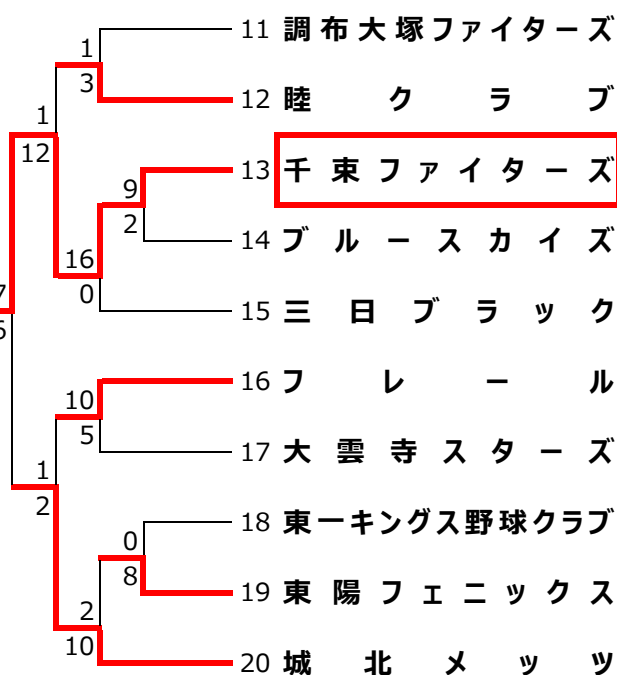 11 調布大塚ファイターズ
1
3
12 睦クラブ
1
12
13 千束ファイターズ
9
2
14 ブルースカイズ
16
0
15 三日ブラック
7
6
16 フレール
10
5
17 大雲寺スターズ
1
2
18 東一キングス野球クラブ
0
8
19 東陽フェニックス
2
10
20 城北メッツ